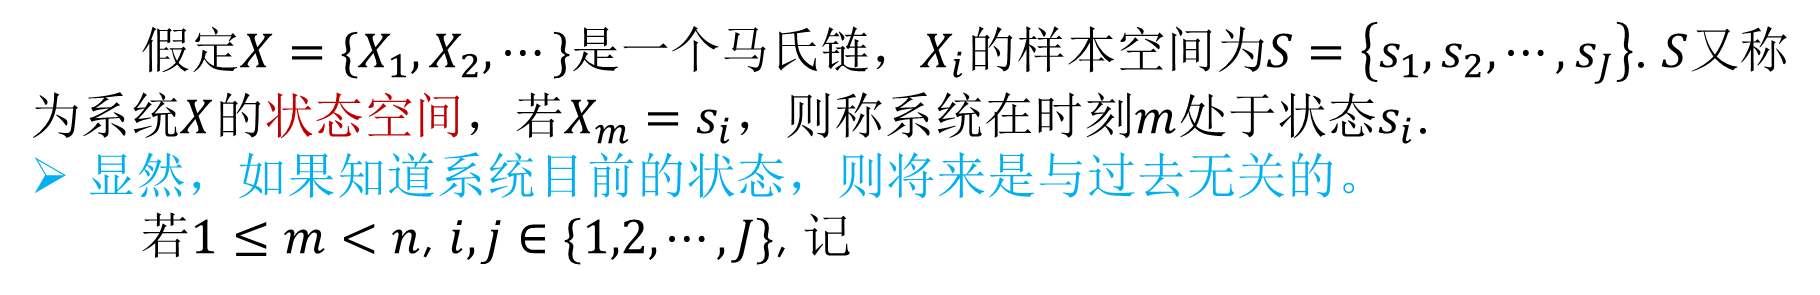 假定X = {X₁, X₂, ⋯ }是一个马氏链，Xᵢ的样本空间为S = {s₁, s₂, ⋯ , s_J}. S又称
为系统X的状态空间，若Xₘ = sᵢ，则称系统在时刻m处于状态sᵢ.
➢ 显然，如果知道系统目前的状态，则将来是与过去无关的。
若1 ≤ m < n, i, j ∈ {1,2, ⋯ , J}, 记